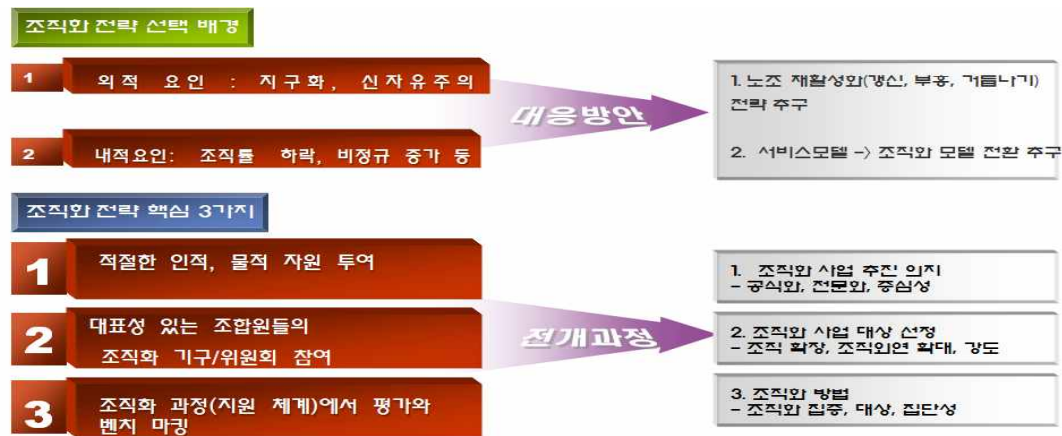 조직화 전략 선택 배경
1 외적 요인 : 지구화, 신자유주의
2 내적요인: 조직률 하락, 비정규 증가 등
대응방안
1. 노조 재활성화(갱신, 부흥, 거듭나기)
전략 추구
2. 서비스모델 -> 조직화 모델 전환 추구
조직화 전략 핵심 3가지
1 적절한 인적, 물적 자원 투여
2 대표성 있는 조합원들의
조직화 기구/위원회 참여
3 조직화 과정(지원 체계)에서 평가와
벤치 마킹
전개과정
1. 조직화 사업 추진 의지
- 공식화, 전문화, 중심성
2. 조직화 사업 대상 선정
- 조직 확장, 조직외연 확대, 강도
3. 조직화 방법
- 조직화 집중, 대상, 집단성